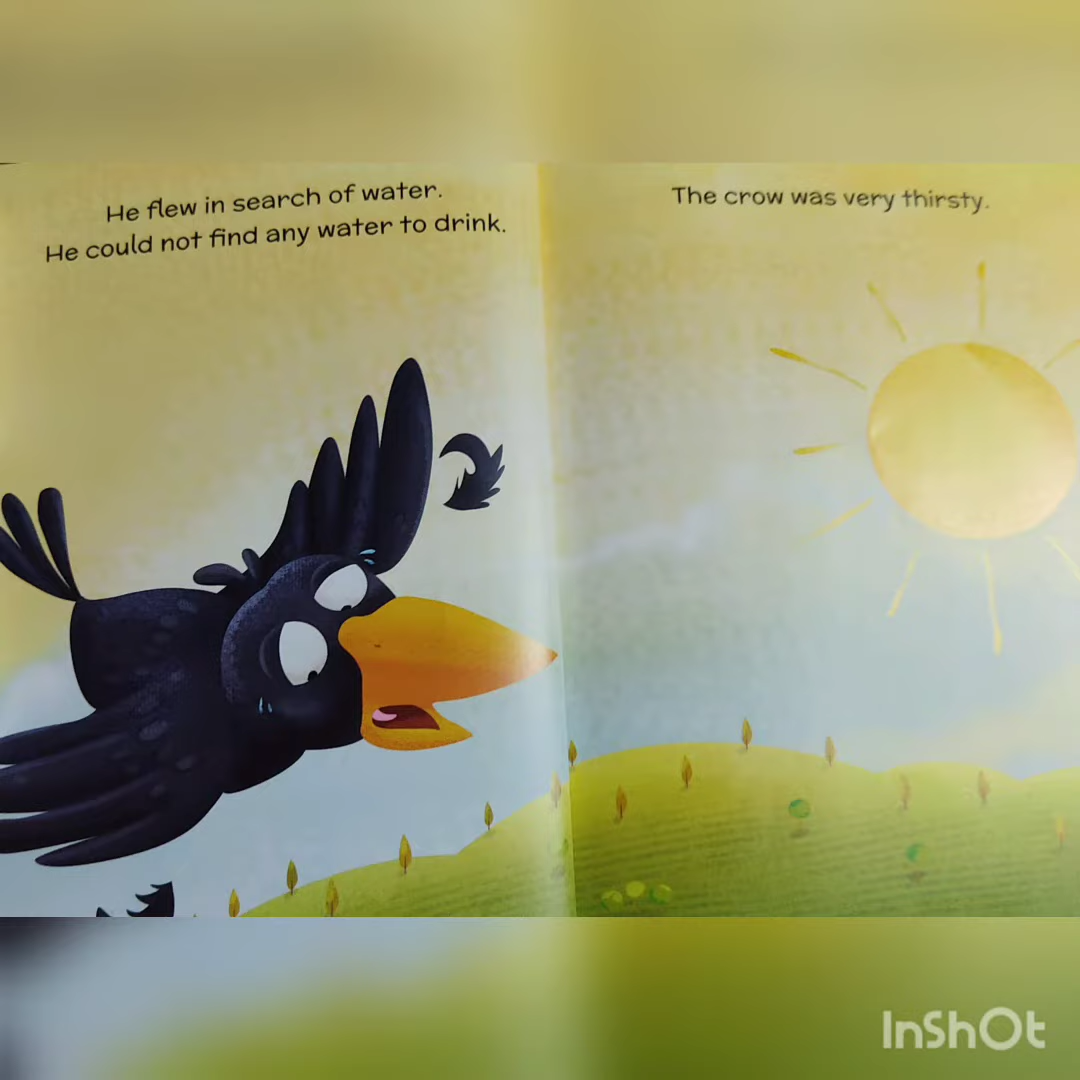 He flew in search of water.
He could not find any water to drink.
The crow was very thirsty.
InShOt